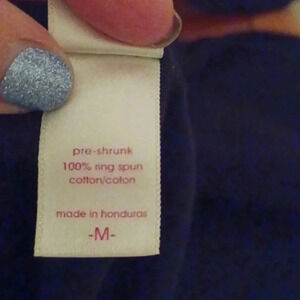 pre-shrunk
100% ring spun
cotton/coton
made in honduras
-M-